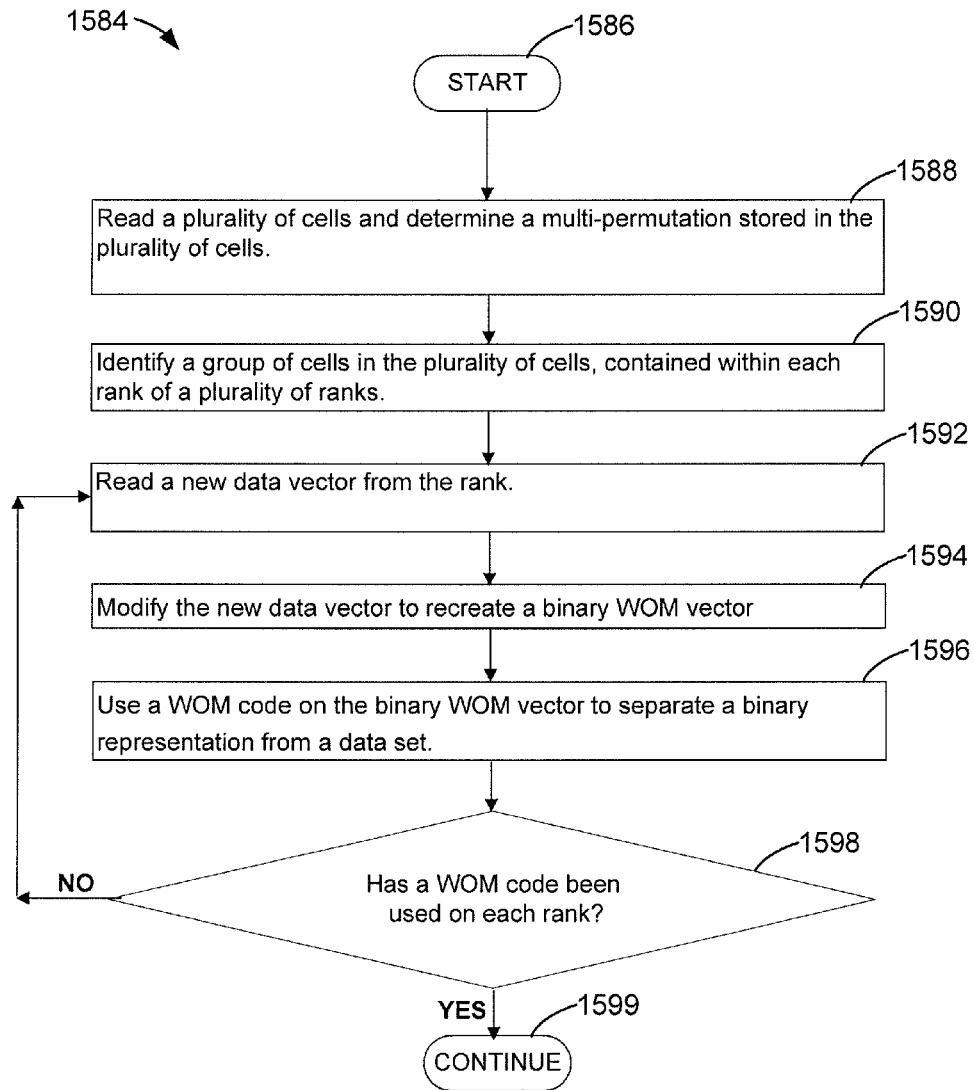 1584
1586
START
1588
Read a plurality of cells and determine a multi-permutation stored in the
plurality of cells.
1590
Identify a group of cells in the plurality of cells, contained within each
rank of a plurality of ranks.
1592
Read a new data vector from the rank.
1594
Modify the new data vector to recreate a binary WOM vector
1596
Use a WOM code on the binary WOM vector to separate a binary
representation from a data set.
1598
Has a WOM code been
used on each rank?
NO
YES
1599
CONTINUE